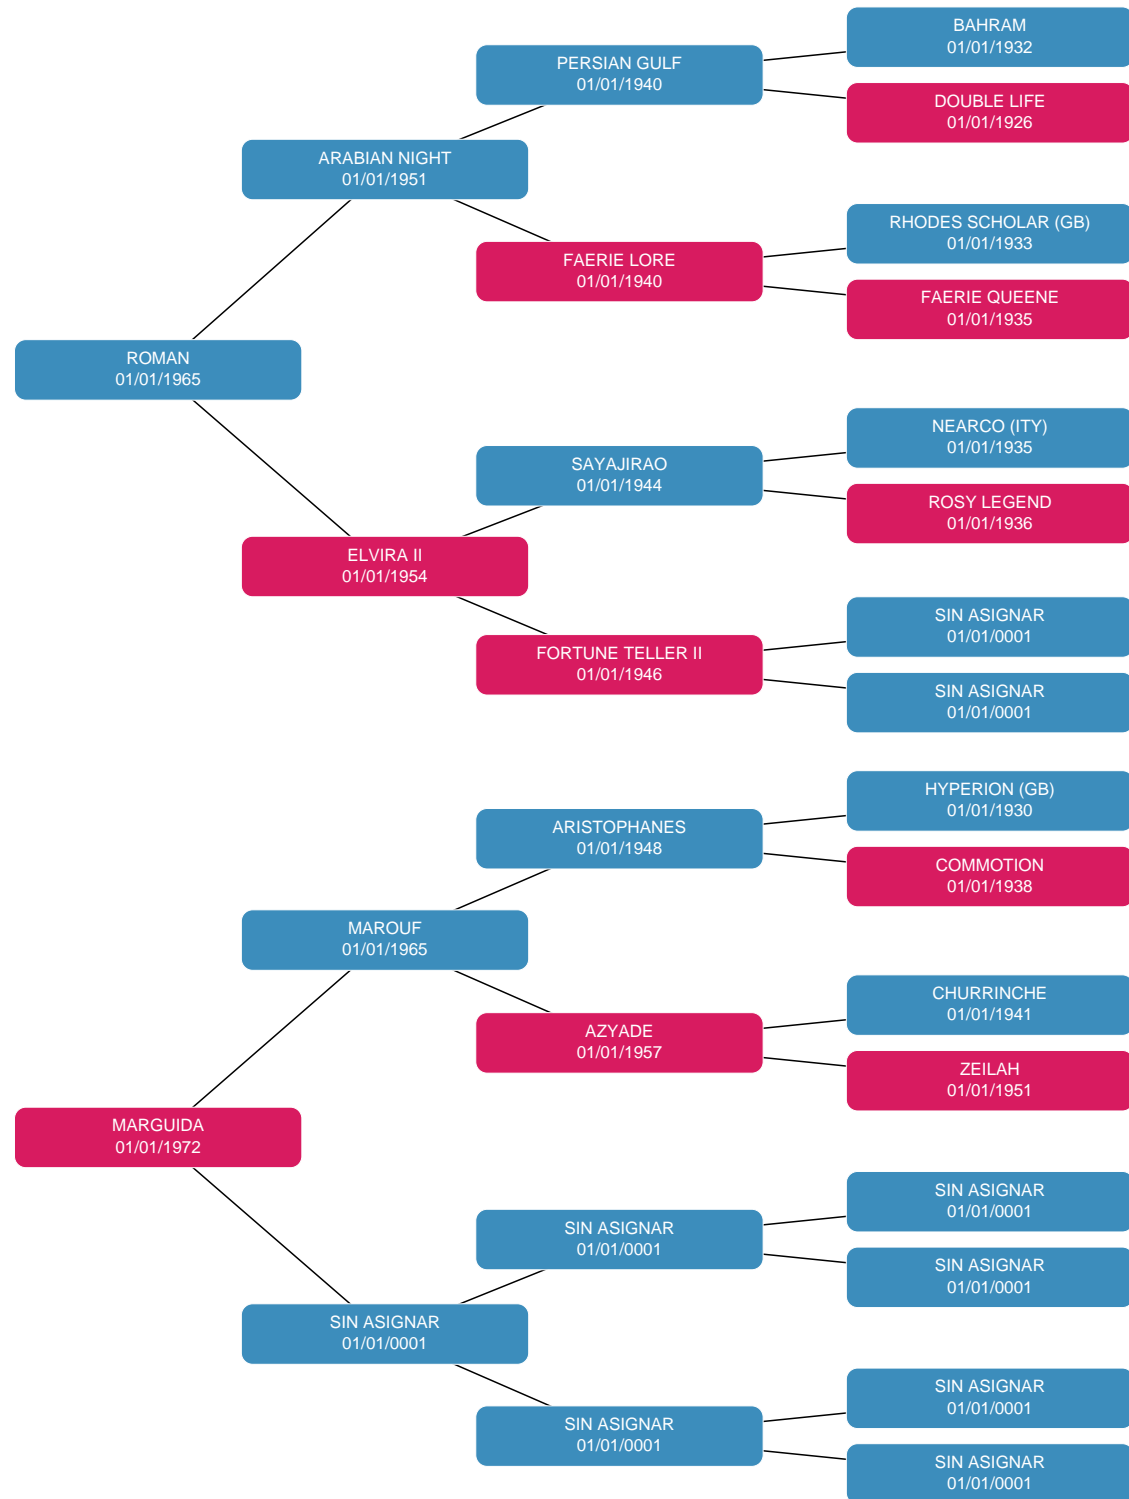 BAHRAM
01/01/1932
PERSIAN GULF
01/01/1940
DOUBLE LIFE
01/01/1926
ARABIAN NIGHT
01/01/1951
RHODES SCHOLAR (GB)
01/01/1933
FAERIE LORE
01/01/1940
FAERIE QUEENE
01/01/1935
ROMAN
01/01/1965
NEARCO (ITY)
01/01/1935
SAYAJIRAO
01/01/1944
ROSY LEGEND
01/01/1936
ELVIRA II
01/01/1954
SIN ASIGNAR
01/01/0001
FORTUNE TELLER II
01/01/1946
SIN ASIGNAR
01/01/0001
HYPERION (GB)
01/01/1930
ARISTOPHANES
01/01/1948
COMMOTION
01/01/1938
MAROUF
01/01/1965
CHURRINCHE
01/01/1941
AZYADE
01/01/1957
ZEILAH
01/01/1951
MARGUIDA
01/01/1972
SIN ASIGNAR
01/01/0001
SIN ASIGNAR
01/01/0001
SIN ASIGNAR
01/01/0001
SIN ASIGNAR
01/01/0001
SIN ASIGNAR
01/01/0001
SIN ASIGNAR
01/01/0001
SIN ASIGNAR
01/01/0001